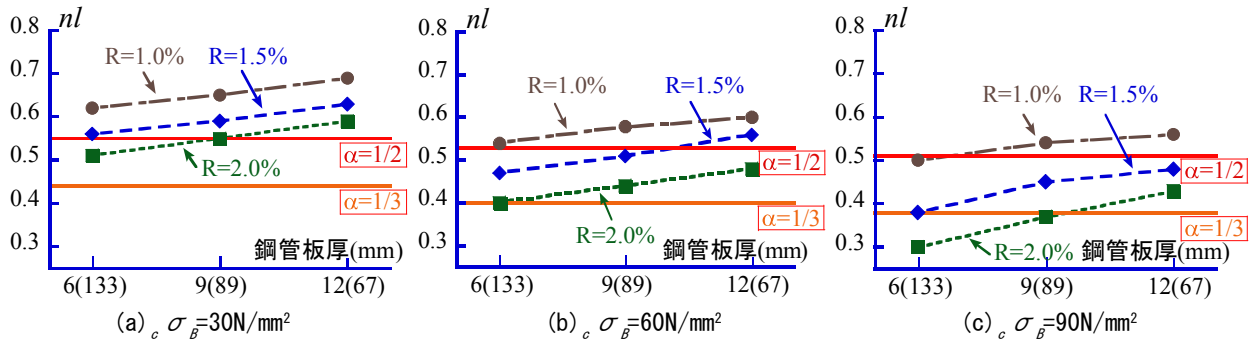 nl
0.8
0.7
0.6
0.5
0.4
0.3
R=1.0%
R=1.5%
R=2.0%
α=1/2
α=1/3
鋼管板厚(mm)
6(133)
9(89)
12(67)
(a) c σB=30N/mm²
nl
0.8
0.7
0.6
0.5
0.4
0.3
R=1.0%
R=1.5%
R=2.0%
α=1/2
α=1/3
鋼管板厚(mm)
6(133)
9(89)
12(67)
(b) c σB=60N/mm²
nl
0.8
0.7
0.6
0.5
0.4
0.3
R=1.0%
R=1.5%
R=2.0%
α=1/2
α=1/3
鋼管板厚(mm)
6(133)
9(89)
12(67)
(c) c σB=90N/mm²